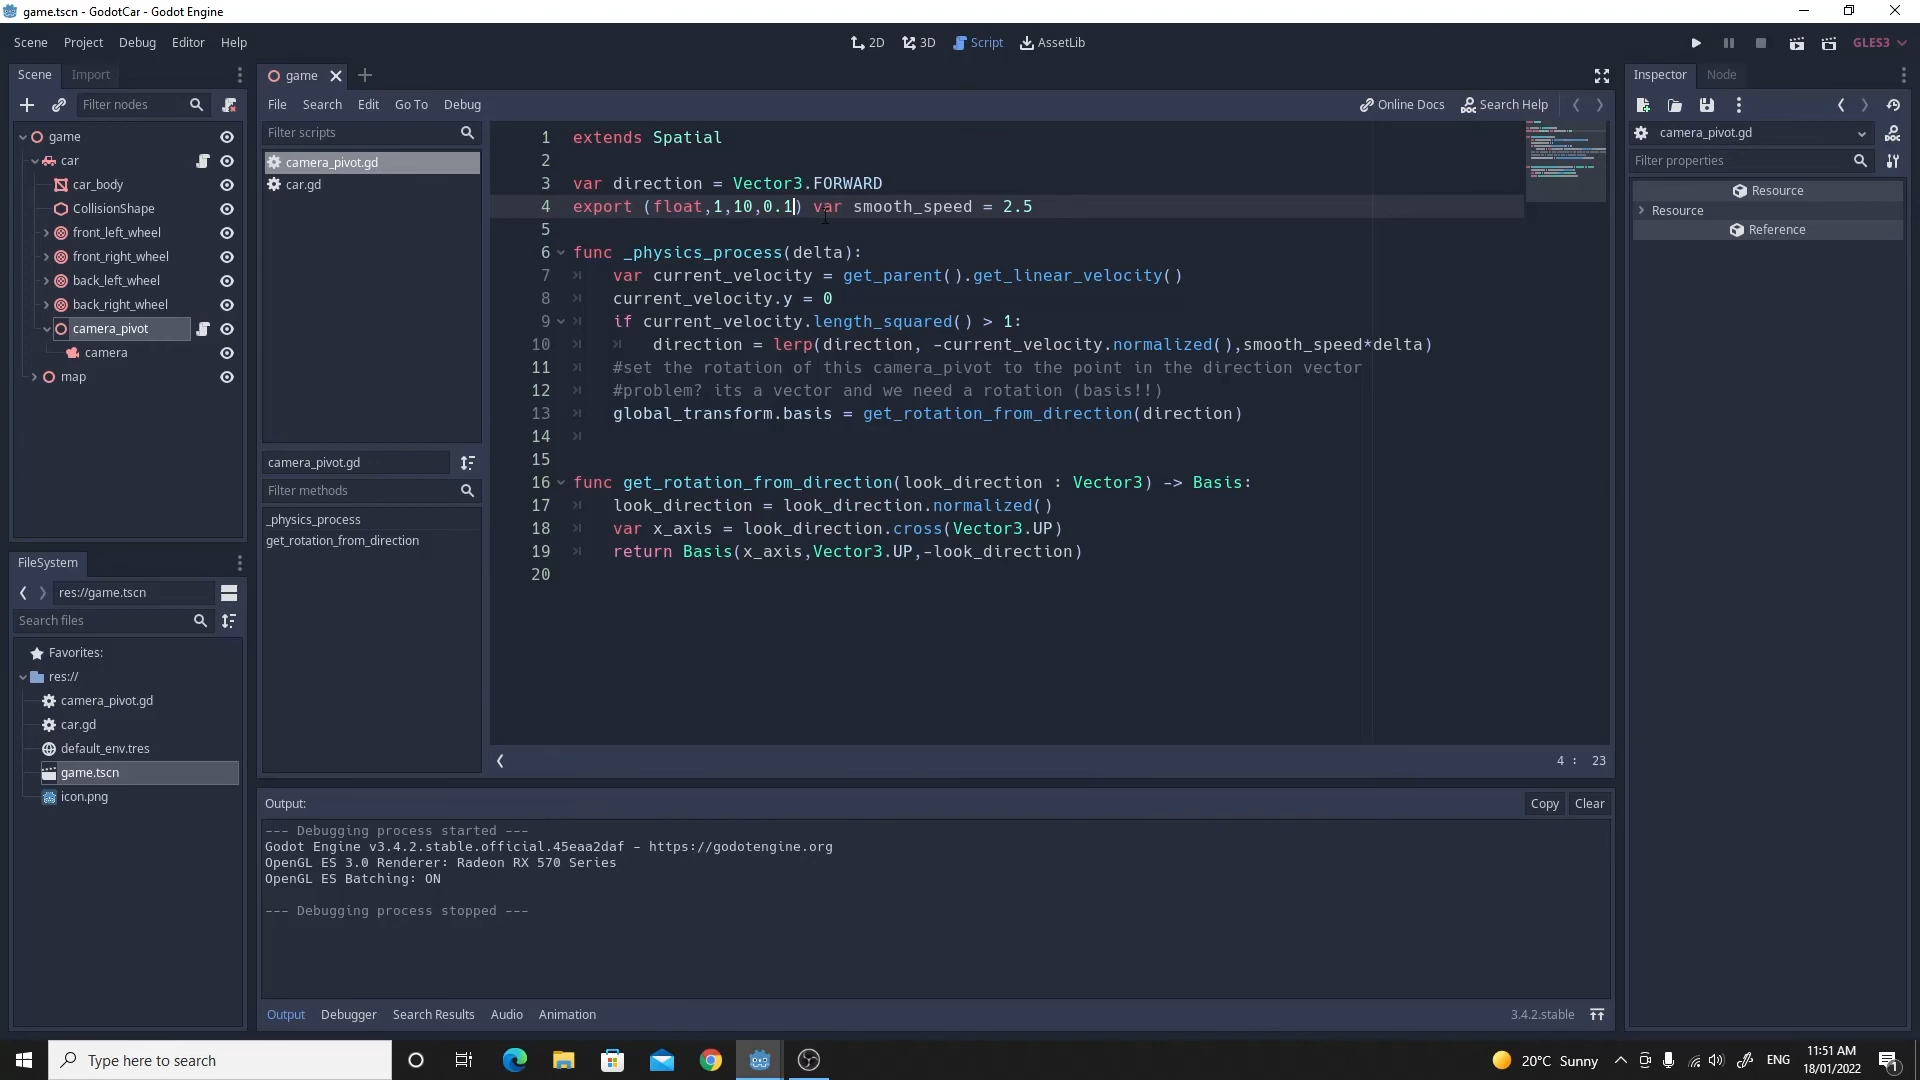 game.tscn - GodotCar - Godot Engine
Scene Project Debug Editor Help
2D 3D Script AssetLib
GLES3
Scene Import
game
Inspector Node
Filter nodes
File Search Edit Go To Debug
Online Docs Search Help
Filter scripts
camera_pivot.gd
car.gd
camera_pivot.gd
Filter methods
_physics_process
get_rotation_from_direction
game
car
car_body
CollisionShape
front_left_wheel
front_right_wheel
back_left_wheel
back_right_wheel
camera_pivot
camera
map
1 extends Spatial
2
3 var direction = Vector3.FORWARD
4 export (float,1,10,0.1) var smooth_speed = 2.5
5
6 func _physics_process(delta):
7 var current_velocity = get_parent().get_linear_velocity()
8 current_velocity.y = 0
9 if current_velocity.length_squared() > 1:
10 direction = lerp(direction, -current_velocity.normalized(),smooth_speed*delta)
11 #set the rotation of this camera_pivot to the point in the direction vector
12 #problem? its a vector and we need a rotation (basis!!)
13 global_transform.basis = get_rotation_from_direction(direction)
14
15
16 func get_rotation_from_direction(look_direction : Vector3) -> Basis:
17 look_direction = look_direction.normalized()
18 var x_axis = look_direction.cross(Vector3.UP)
19 return Basis(x_axis,Vector3.UP,-look_direction)
20
4 : 23
camera_pivot.gd
Filter properties
Resource
Resource
Reference
FileSystem
res://game.tscn
Search files
Favorites:
res://
camera_pivot.gd
car.gd
default_env.tres
game.tscn
icon.png
Output:
Copy Clear
--- Debugging process started ---
Godot Engine v3.4.2.stable.official.45eaa2daf - https://godotengine.org
OpenGL ES 3.0 Renderer: Radeon RX 570 Series
OpenGL ES Batching: ON
--- Debugging process stopped ---
Output Debugger Search Results Audio Animation
3.4.2.stable
Type here to search
20°C Sunny
ENG
11:51 AM
18/01/2022
1